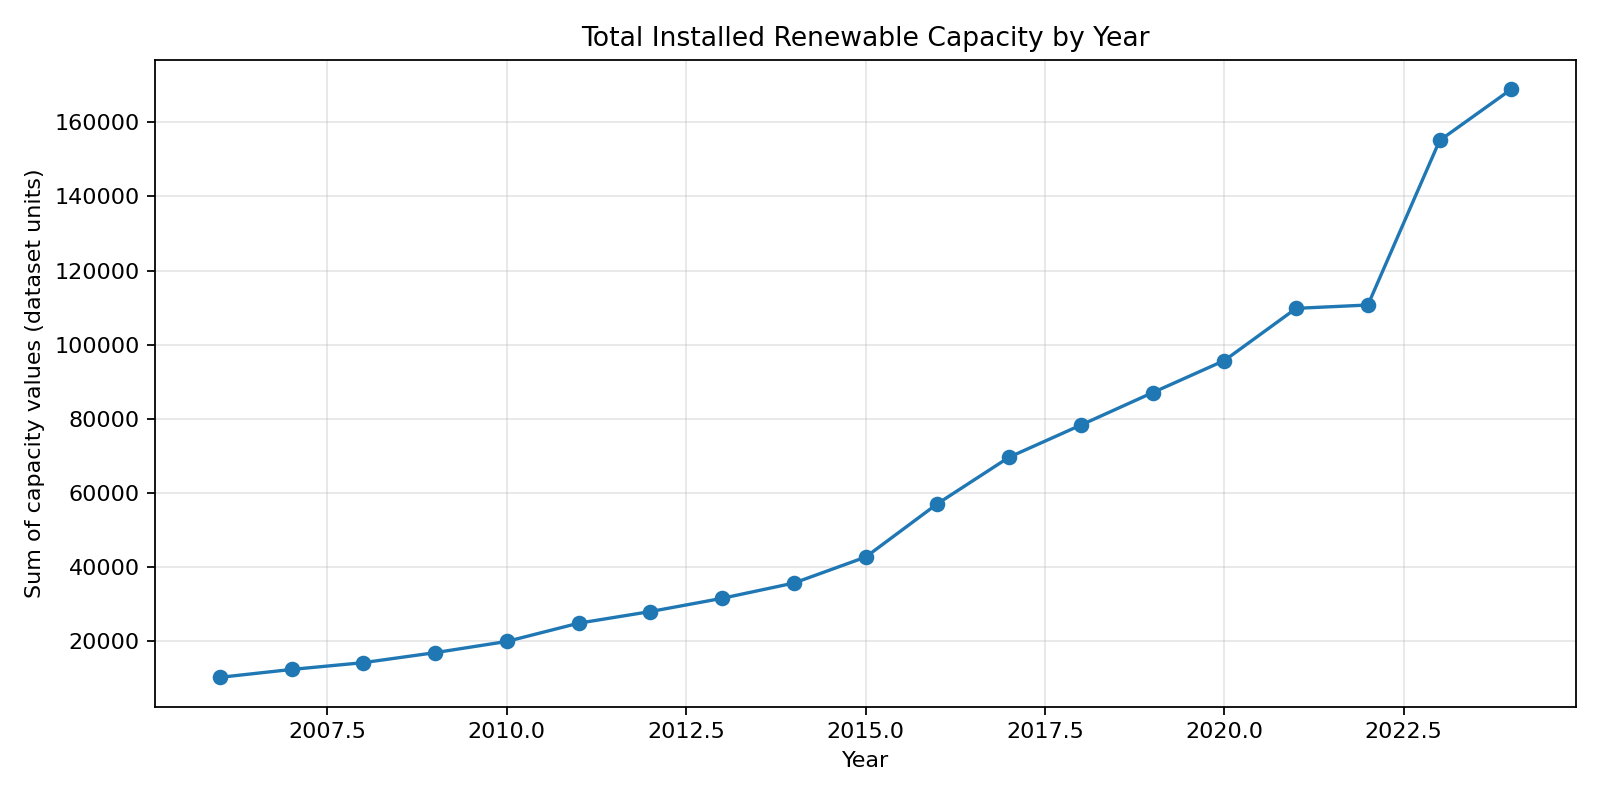 Total Installed Renewable Capacity by Year
Sum of capacity values (dataset units)
160000
140000
120000
100000
80000
60000
40000
20000
2007.5 2010.0 2012.5 2015.0 2017.5 2020.0 2022.5
Year